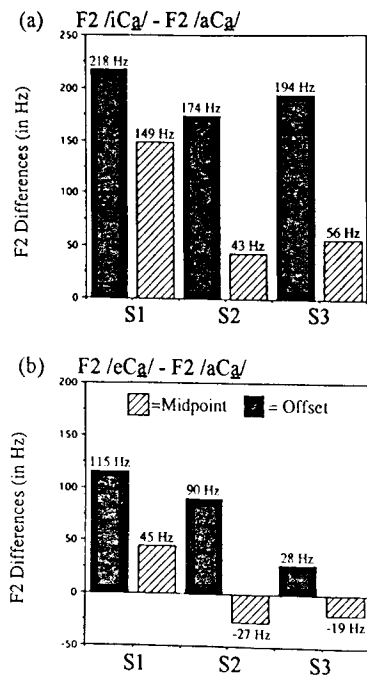 (a) F2 /iCa/ - F2 /aCa/
250
218 Hz
200
194 Hz
174 Hz
150
149 Hz
100
50
56 Hz
43 Hz
0
S1 S2 S3
F2 Differences (in Hz)
(b) F2 /eCa/ - F2 /aCa/
200
=Midpoint = Offset
150
115 Hz
100
90 Hz
50
45 Hz
28 Hz
0
-27 Hz -19 Hz
-50
S1 S2 S3
F2 Differences (in Hz)